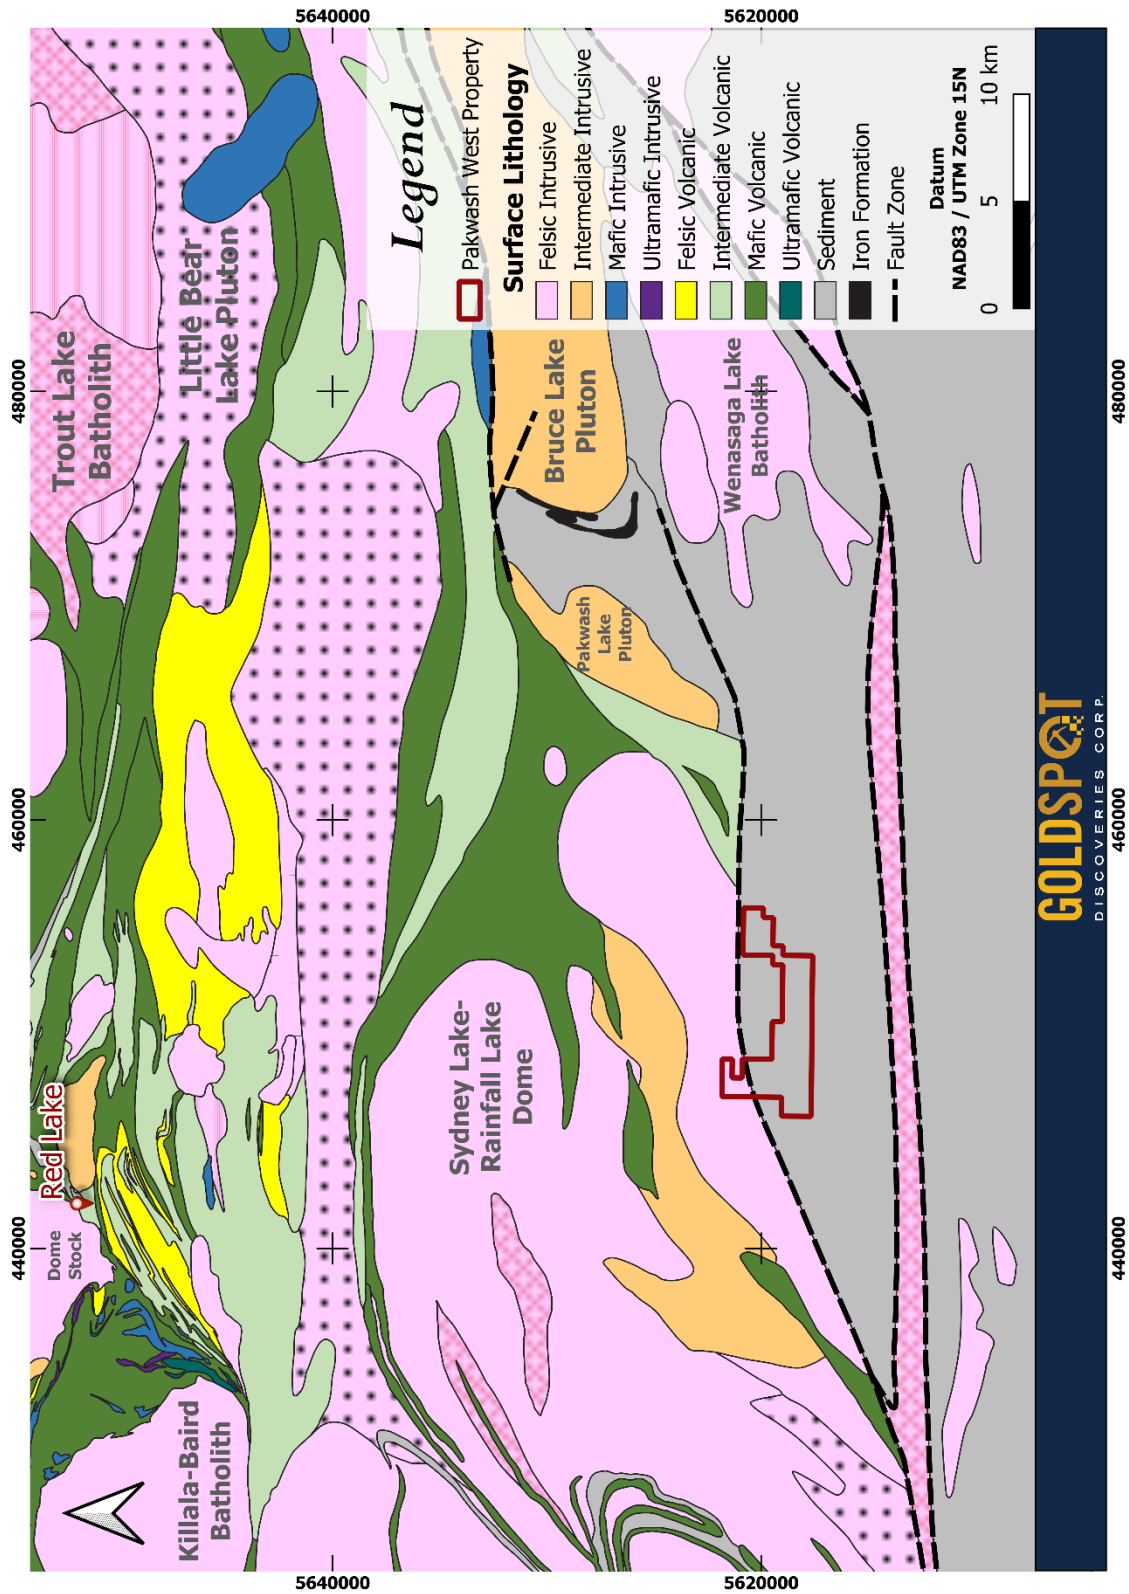 5640000
5620000
480000
460000
440000
Trout Lake
Batholith
Little Bear
Lake Pluton
Bruce Lake
Pluton
Wenasaga Lake
Batholith
Pakwash
Lake
Pluton
Sydney Lake-
Rainfall Lake
Dome
Red Lake
Dome
Stock
Killala-Baird
Batholith
Legend
Pakwash West Property
Surface Lithology
Felsic Intrusive
Intermediate Intrusive
Mafic Intrusive
Ultramafic Intrusive
Felsic Volcanic
Intermediate Volcanic
Mafic Volcanic
Ultramafic Volcanic
Sediment
Iron Formation
Fault Zone
Datum
NAD83 / UTM Zone 15N
0 5 10 km
480000
460000
440000
5640000
5620000
GOLDSPOT
DISCOVERIES CORP.